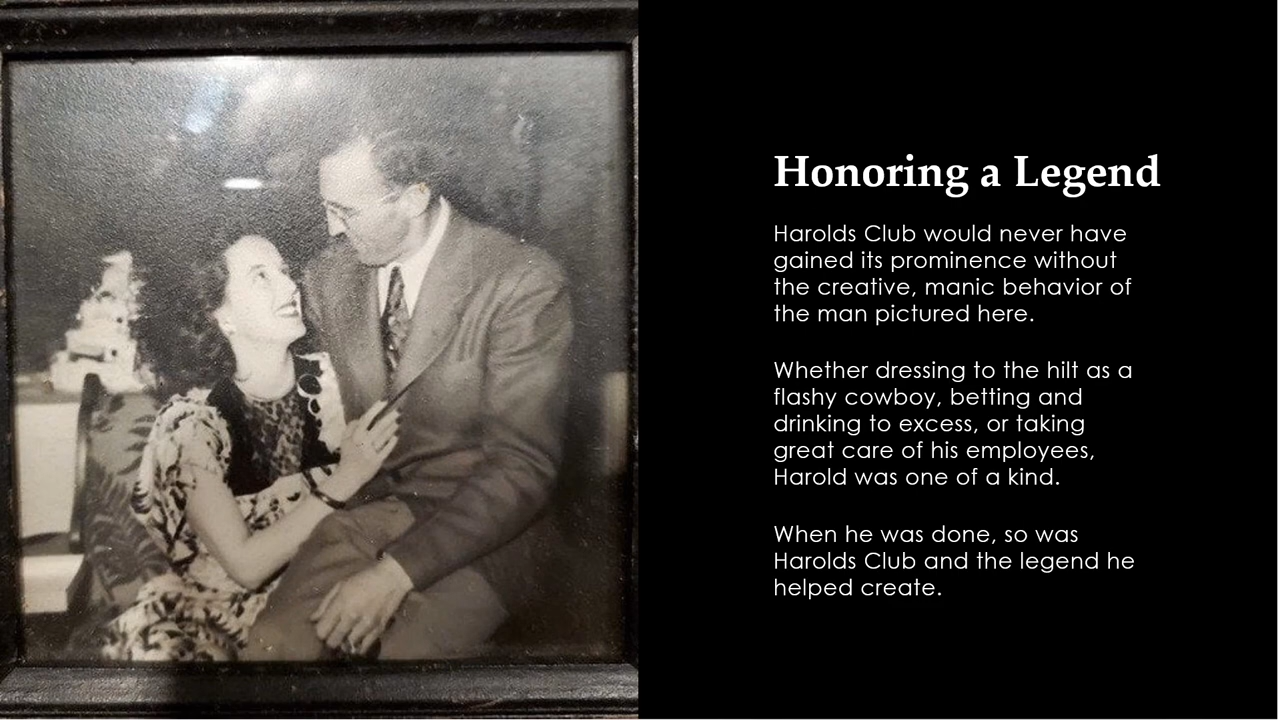 Honoring a Legend
Harolds Club would never have
gained its prominence without
the creative, manic behavior of
the man pictured here.
Whether dressing to the hilt as a
flashy cowboy, betting and
drinking to excess, or taking
great care of his employees,
Harold was one of a kind.
When he was done, so was
Harolds Club and the legend he
helped create.